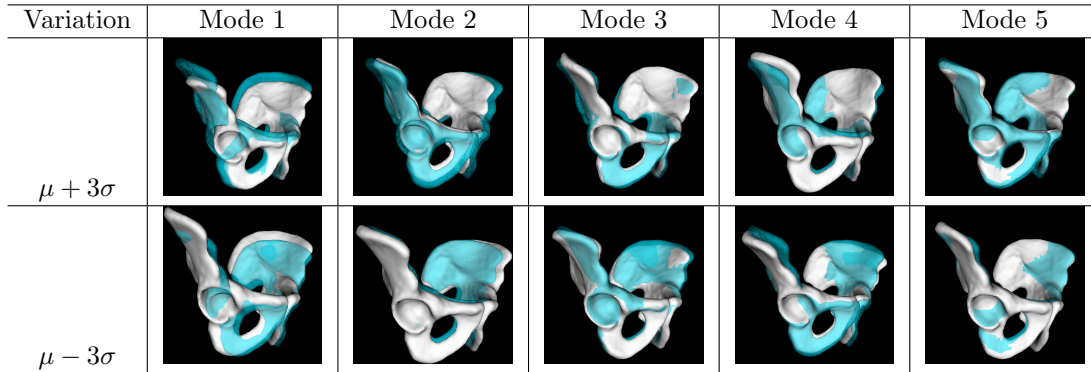 Variation Mode 1 Mode 2 Mode 3 Mode 4 Mode 5
μ + 3σ
μ − 3σ